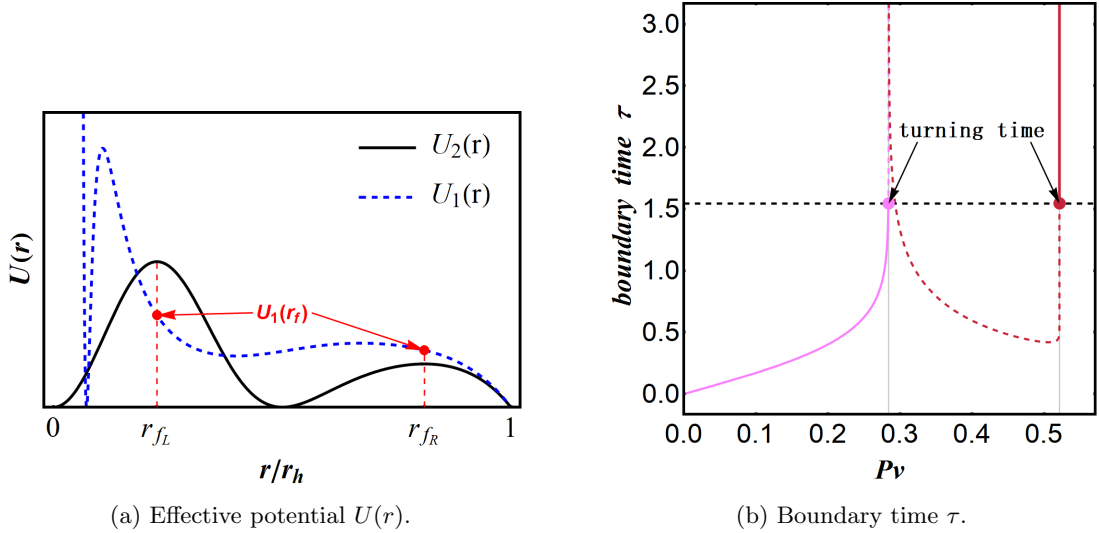 U(r)
U₂(r)
U₁(r)
U₁(r_f)
0
r_{f_L}
r_{f_R}
1
r/r_h
(a) Effective potential U(r).
boundary time τ
3.0
2.5
2.0
1.5
1.0
0.5
0.0
turning time
0.0 0.1 0.2 0.3 0.4 0.5
Pv
(b) Boundary time τ.